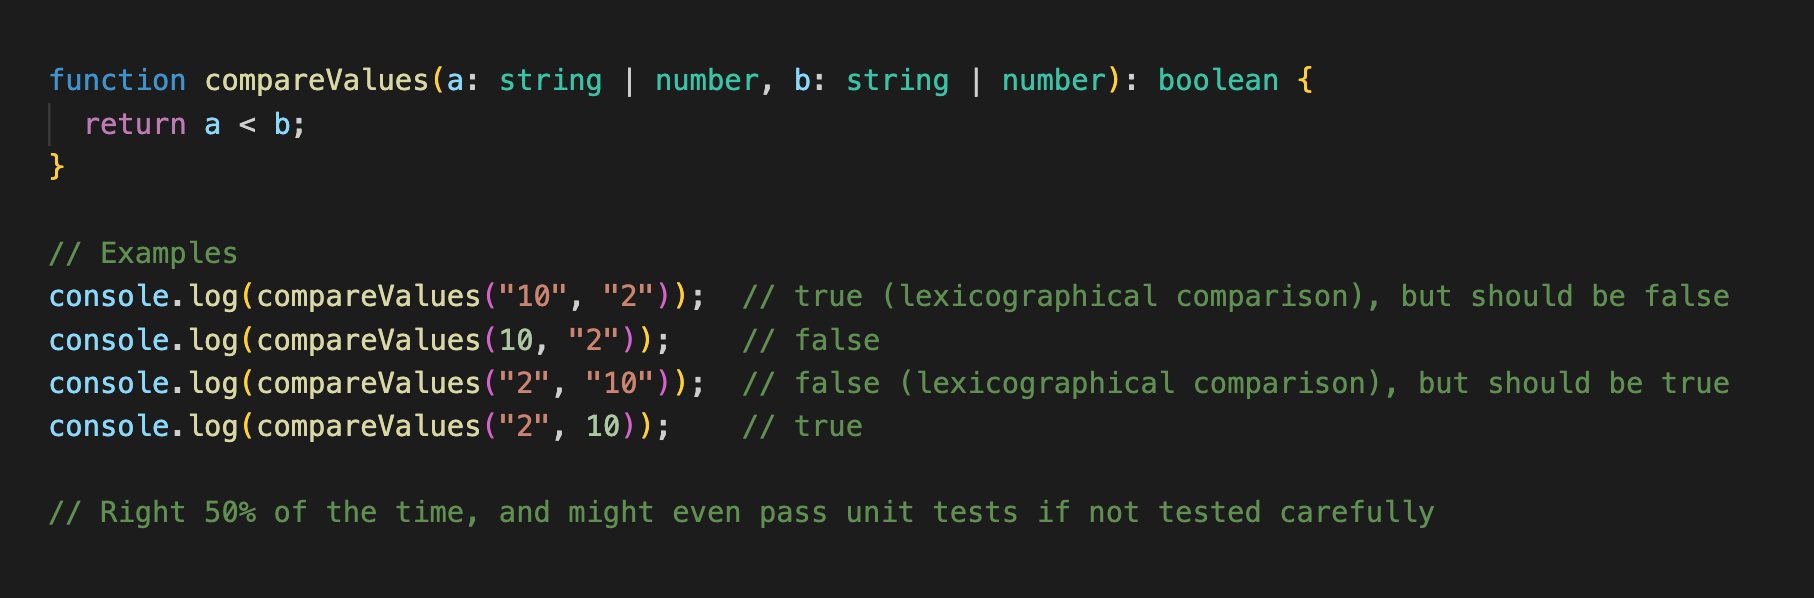 function compareValues(a: string | number, b: string | number): boolean {
  return a < b;
}
// Examples
console.log(compareValues("10", "2"));  // true (lexicographical comparison), but should be false
console.log(compareValues(10, "2"));    // false
console.log(compareValues("2", "10"));  // false (lexicographical comparison), but should be true
console.log(compareValues("2", 10));    // true
// Right 50% of the time, and might even pass unit tests if not tested carefully